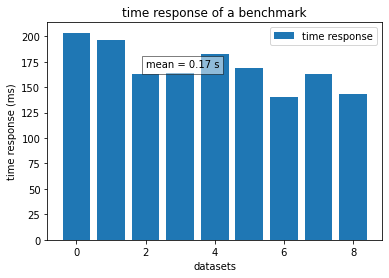 time response of a benchmark
time response
mean = 0.17 s
time response (ms)
200
175
150
125
100
75
50
25
0
0 2 4 6 8
datasets